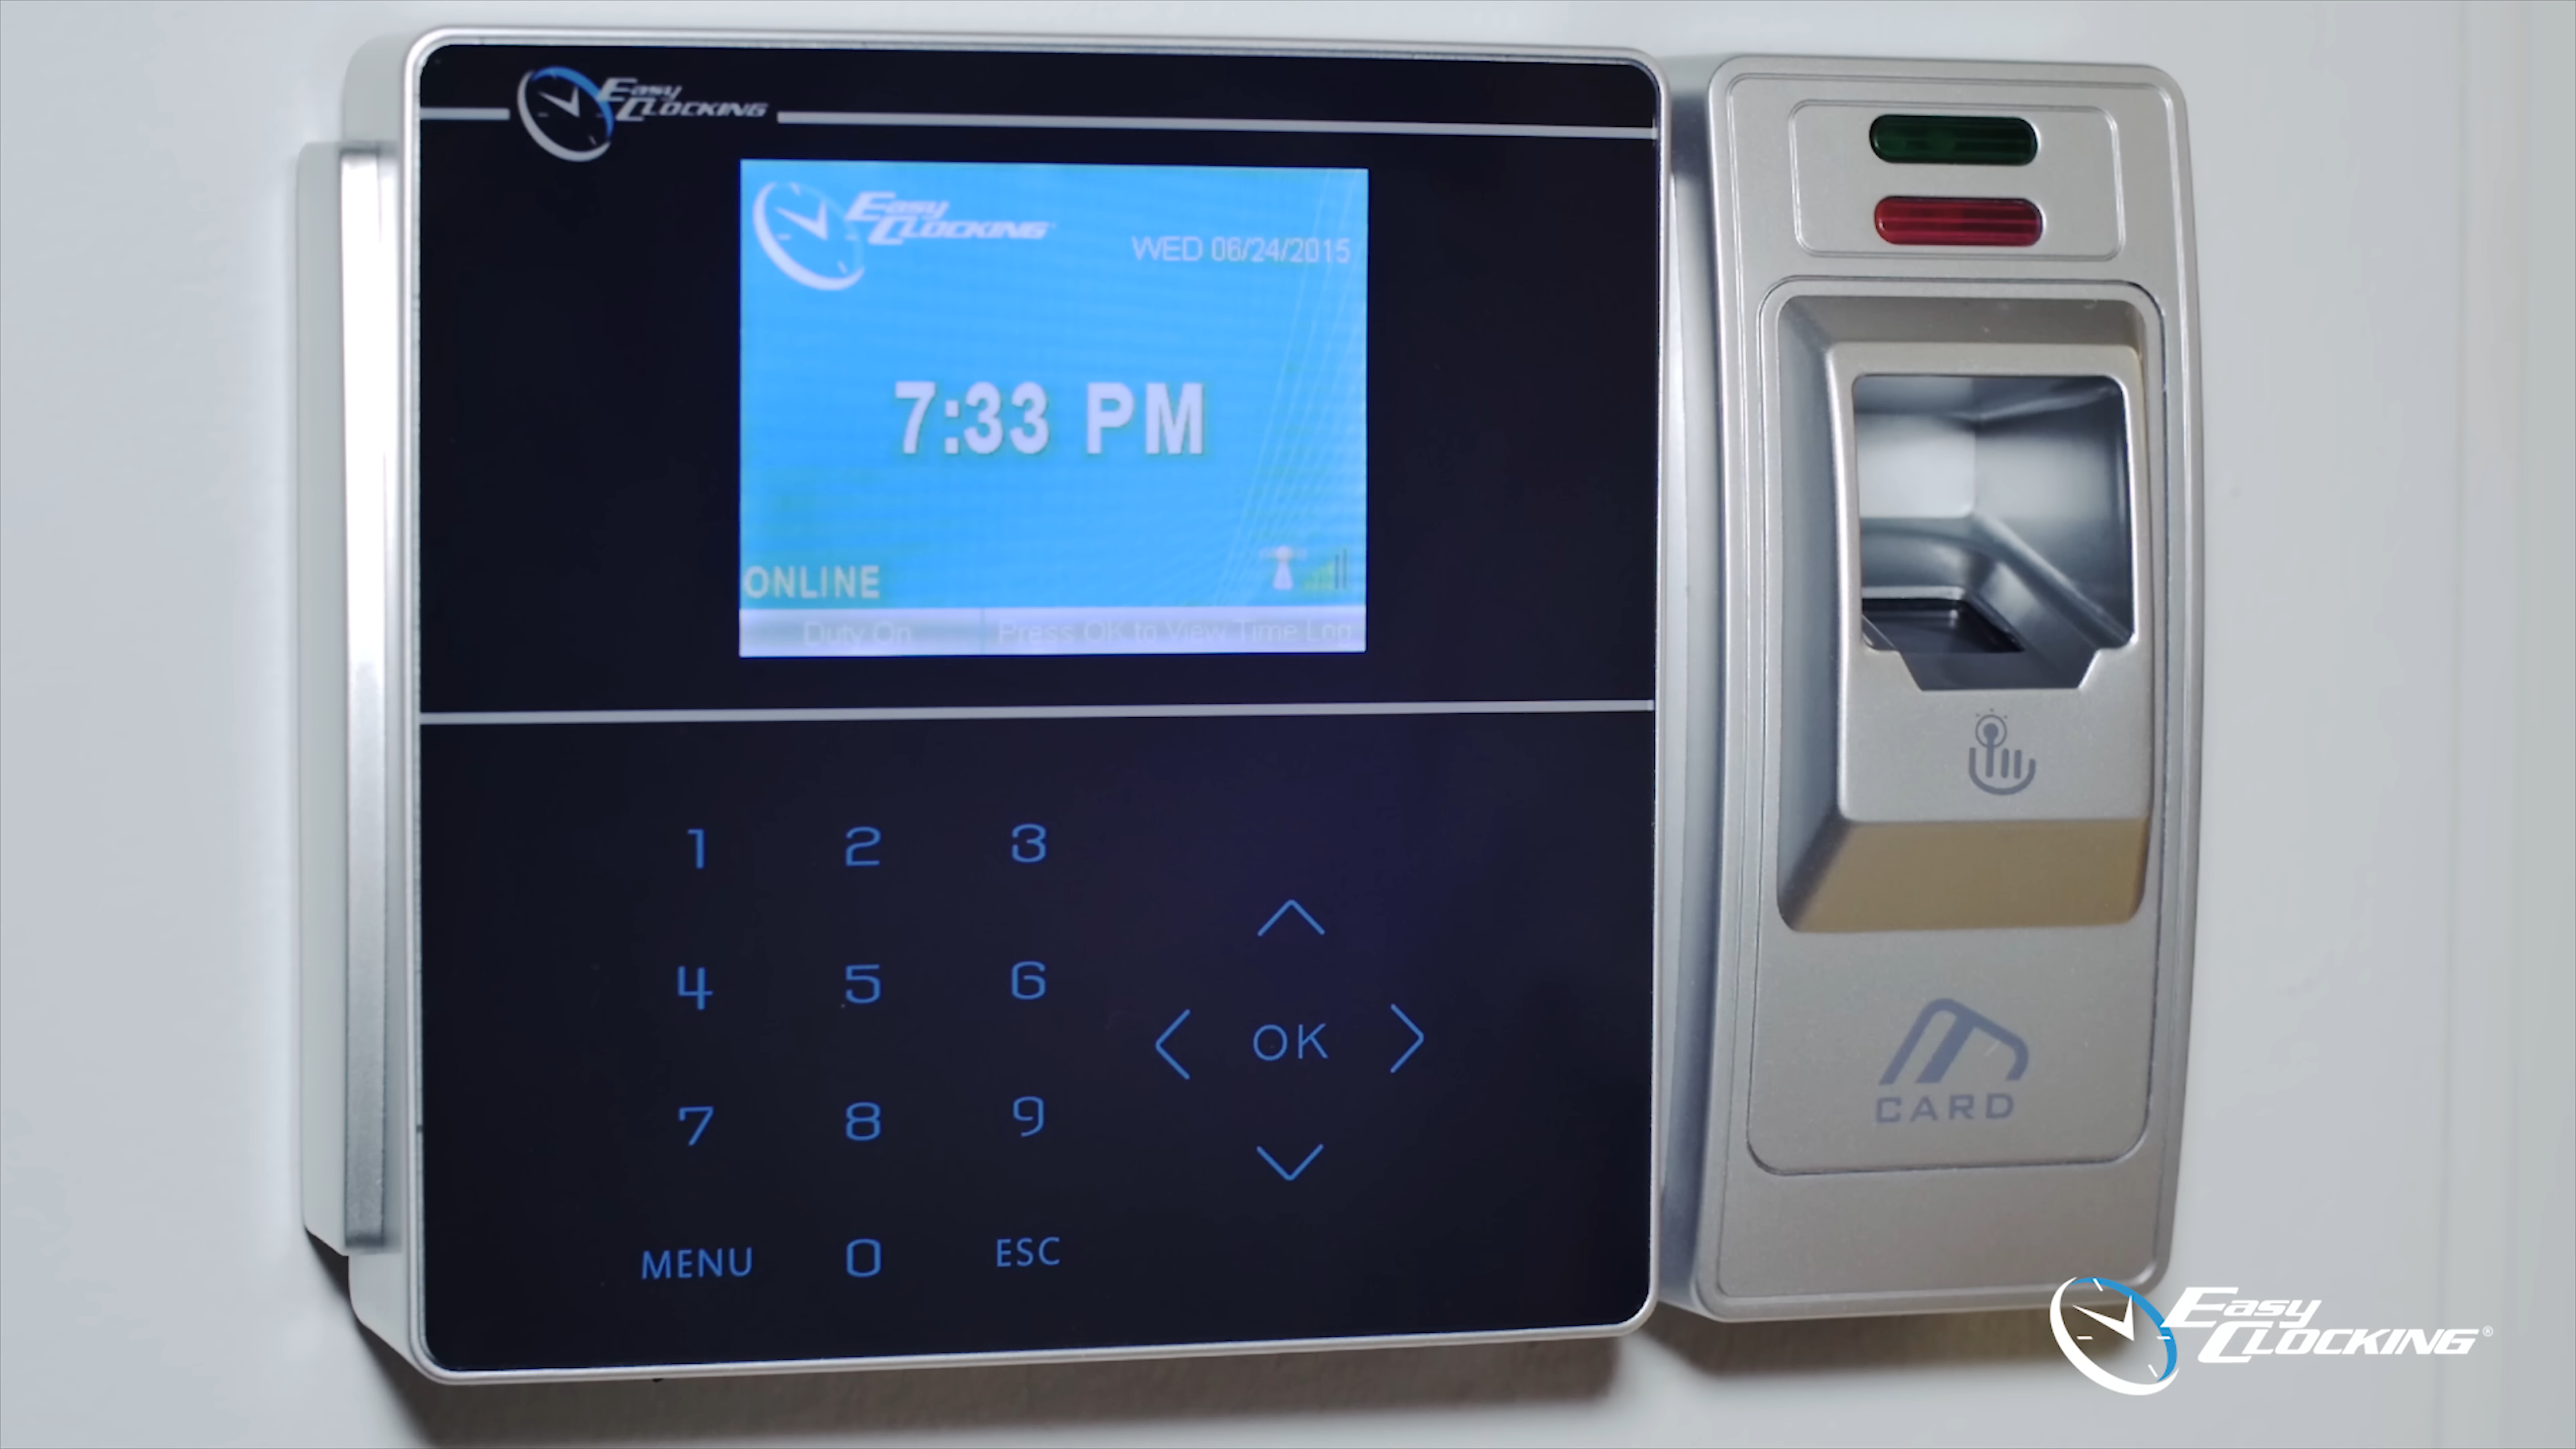 Easy
Clocking
Easy
Clocking
WED 06/24/2015
7:33 PM
ONLINE
Duty On Press OK to View Time Log
1 2 3
4 5 6
OK
7 8 9
MENU 0 ESC
CARD
Easy
Clocking®